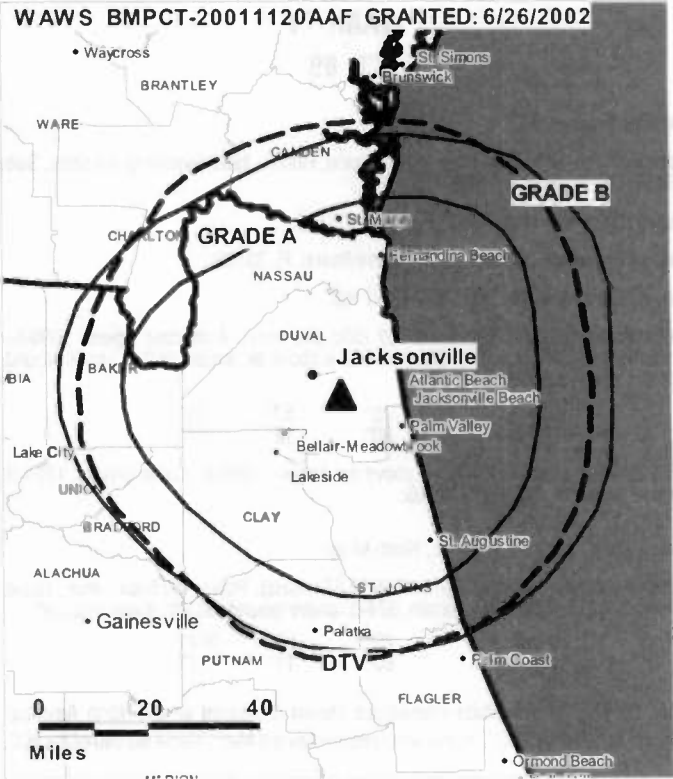 WAWS BMPCT-20011120AAF GRANTED: 6/26/2002
Waycross
St. Simons
Brunswick
BRANTLEY
WARE
CAMDEN
GRADE B
CHARLTON
GRADE A
Fernandina Beach
NASSAU
DUVAL
Jacksonville
BAKER
Atlantic Beach
Jacksonville Beach
Palm Valley
Bellair-Meadowbrook
Lake City
Lakeside
UNION
CLAY
BRADFORD
St. Augustine
ALACHUA
ST. JOHNS
Gainesville
Palatka
DTV
PUTNAM
Palm Coast
FLAGLER
0 20 40
Miles
Ormond Beach